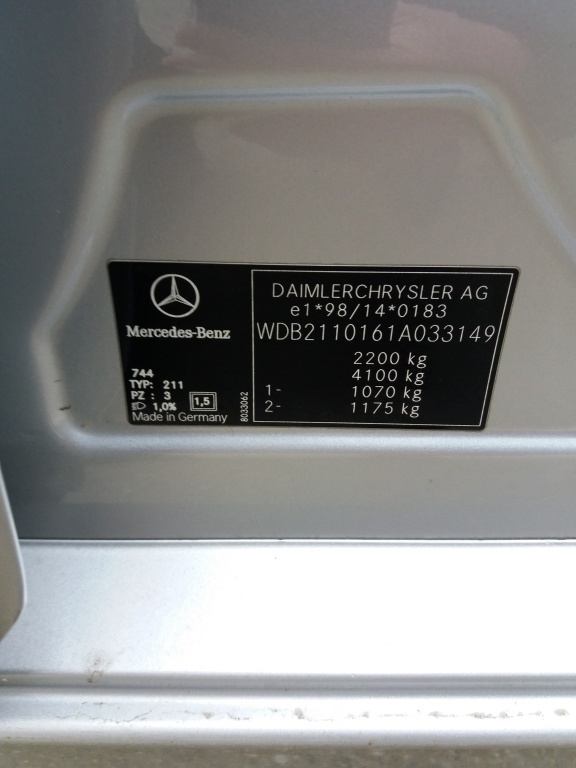 Mercedes-Benz
744
TYP: 211
PZ : 3
1,0%
1,5
Made in Germany
8033062
DAIMLERCHRYSLER AG
e1*98/14*0183
WDB2110161A033149
2200 kg
4100 kg
1- 1070 kg
2- 1175 kg